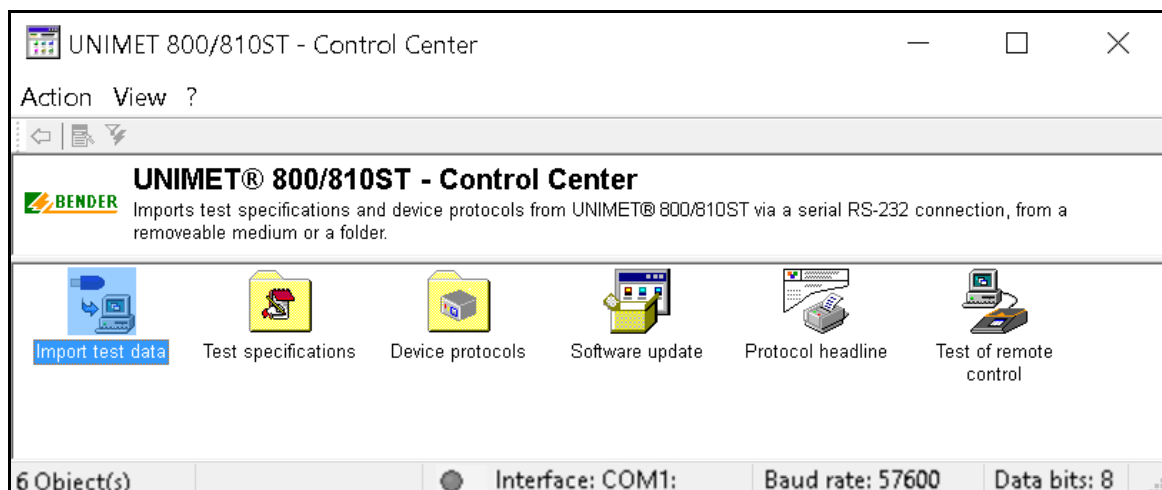 UNIMET 800/810ST - Control Center
Action View ?
BENDER
UNIMET® 800/810ST - Control Center
Imports test specifications and device protocols from UNIMET® 800/810ST via a serial RS-232 connection, from a
removeable medium or a folder.
Import test data
Test specifications
Device protocols
Software update
Protocol headline
Test of remote
control
6 Object(s) Interface: COM1: Baud rate: 57600 Data bits: 8